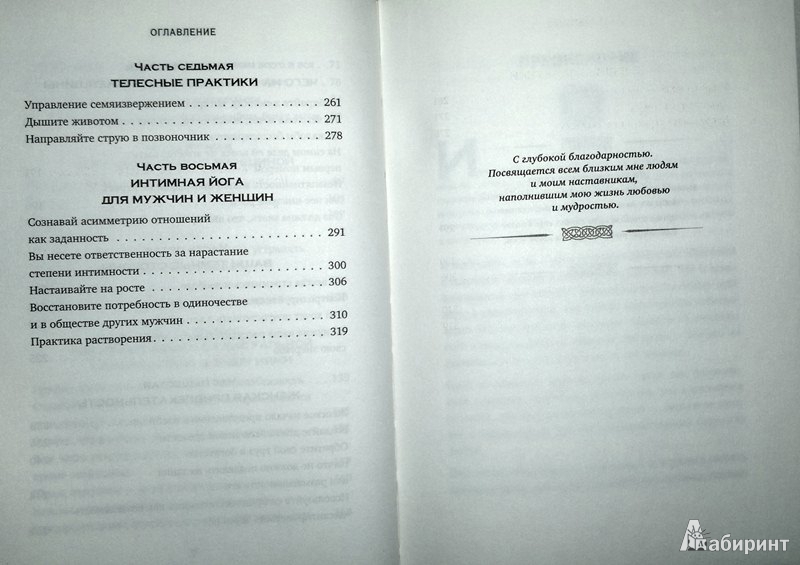 ОГЛАВЛЕНИЕ
Часть седьмая
ТЕЛЕСНЫЕ ПРАКТИКИ
Управление семяизвержением . . . . . . . . . . . . . . . . . 261
Дышите животом . . . . . . . . . . . . . . . . . . . . . . . . . 271
Направляйте струю в позвоночник . . . . . . . . . . . . . . 278
Часть восьмая
ИНТИМНАЯ ЙОГА
ДЛЯ МУЖЧИН И ЖЕНЩИН
Сознавай асимметрию отношений
как заданность . . . . . . . . . . . . . . . . . . . . . . . . . . 291
Вы несете ответственность за нарастание
степени интимности . . . . . . . . . . . . . . . . . . . . . . . 300
Настаивайте на росте . . . . . . . . . . . . . . . . . . . . . . 306
Восстановите потребность в одиночестве
и в обществе других мужчин . . . . . . . . . . . . . . . . . . 310
Практика растворения . . . . . . . . . . . . . . . . . . . . . . 319
С глубокой благодарностью.
Посвящается всем близким мне людям
и моим наставникам,
наполнившим мою жизнь любовью
и мудростью.
Лабиринт